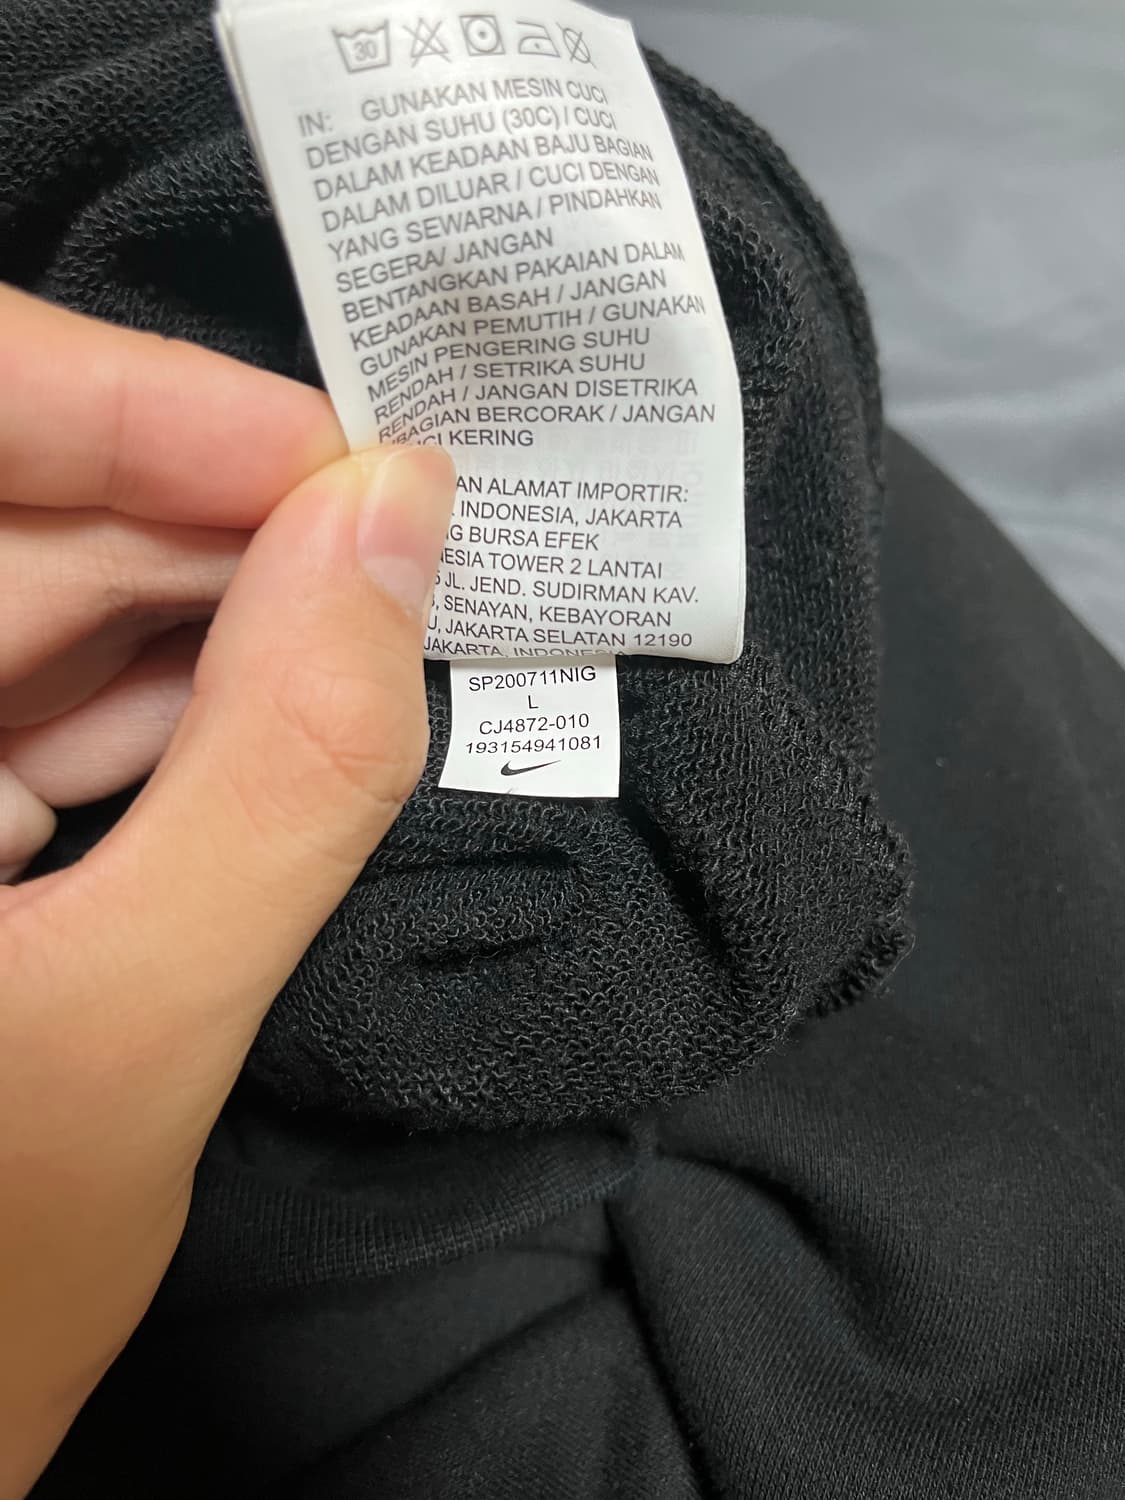 30
IN: GUNAKAN MESIN CUCI
DENGAN SUHU (30C) / CUCI
DALAM KEADAAN BAJU BAGIAN
DALAM DILUAR / CUCI DENGAN
YANG SEWARNA / PINDAHKAN
SEGERA/ JANGAN
BENTANGKAN PAKAIAN DALAM
KEADAAN BASAH / JANGAN
GUNAKAN PEMUTIH / GUNAKAN
MESIN PENGERING SUHU
RENDAH / SETRIKA SUHU
RENDAH / JANGAN DISETRIKA
BAGIAN BERCORAK / JANGAN
KERING
ALAMAT IMPORTIR:
INDONESIA, JAKARTA
BURSA EFEK
TOWER 2 LANTAI
JL. JEND. SUDIRMAN KAV.
SENAYAN, KEBAYORAN
JAKARTA SELATAN 12190
JAKARTA, INDONESIA
SP200711NIG
L
CJ4872-010
193154941081